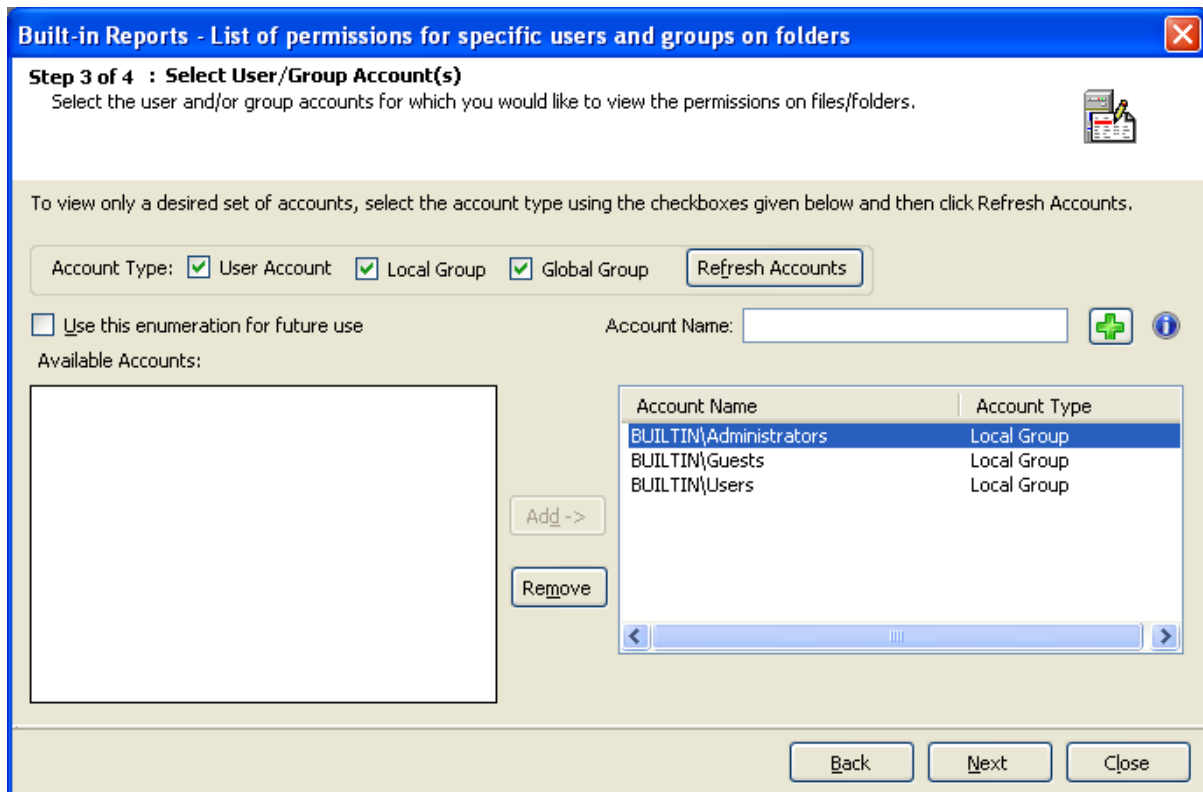 Built-in Reports - List of permissions for specific users and groups on folders
Step 3 of 4 : Select User/Group Account(s)
Select the user and/or group accounts for which you would like to view the permissions on files/folders.
To view only a desired set of accounts, select the account type using the checkboxes given below and then click Refresh Accounts.
Account Type: User Account Local Group Global Group Refresh Accounts
Use this enumeration for future use Account Name:
Available Accounts:
Account Name Account Type
BUILTIN\Administrators Local Group
BUILTIN\Guests Local Group
BUILTIN\Users Local Group
Add ->
Remove
Back Next Close